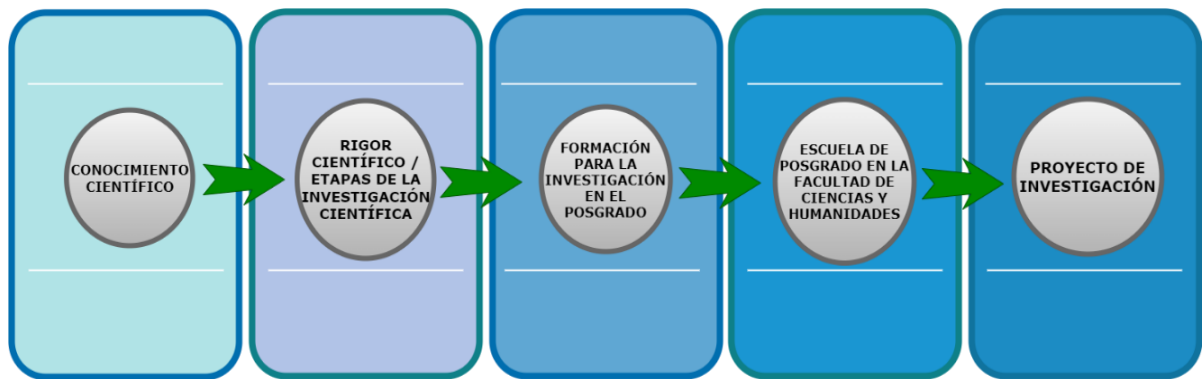 CONOCIMIENTO
CIENTÍFICO
RIGOR
CIENTÍFICO /
ETAPAS DE LA
INVESTIGACIÓN
CIENTÍFICA
FORMACIÓN
PARA LA
INVESTIGACIÓN
EN EL
POSGRADO
ESCUELA DE
POSGRADO EN LA
FACULTAD DE
CIENCIAS Y
HUMANIDADES
PROYECTO DE
INVESTIGACIÓN